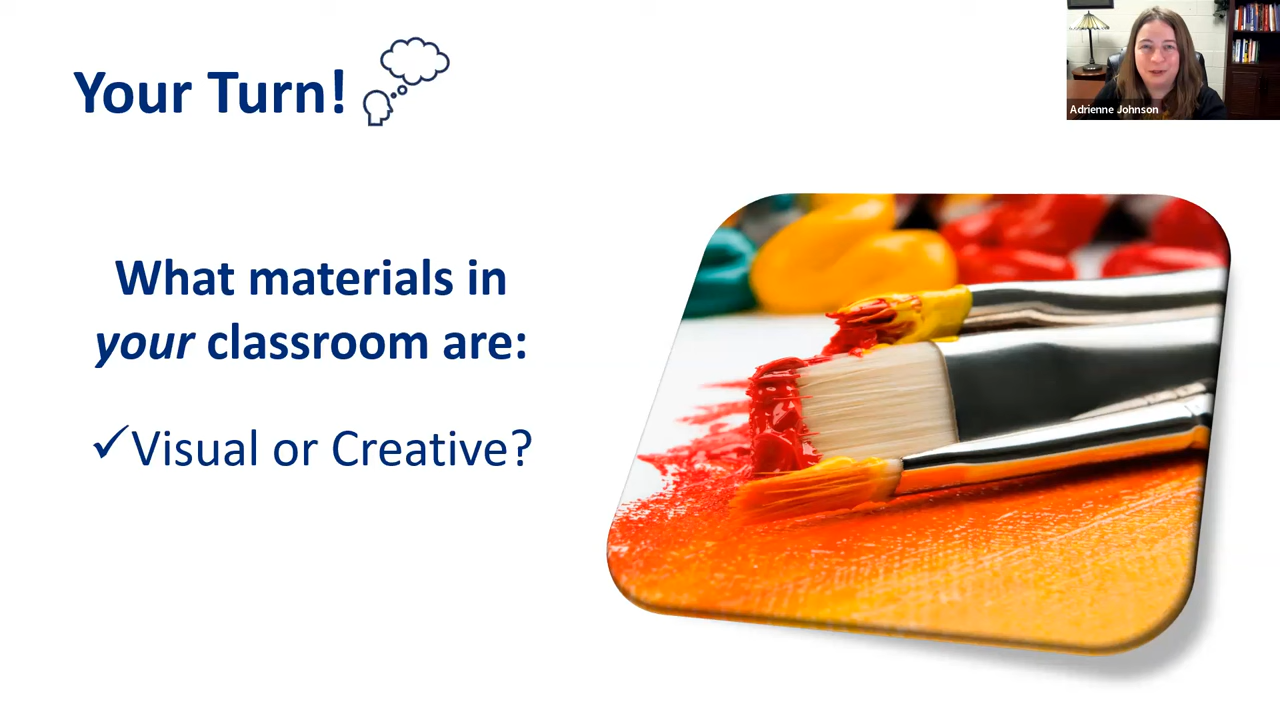 Your Turn!
Adrienne Johnson
What materials in
your classroom are:
✓Visual or Creative?